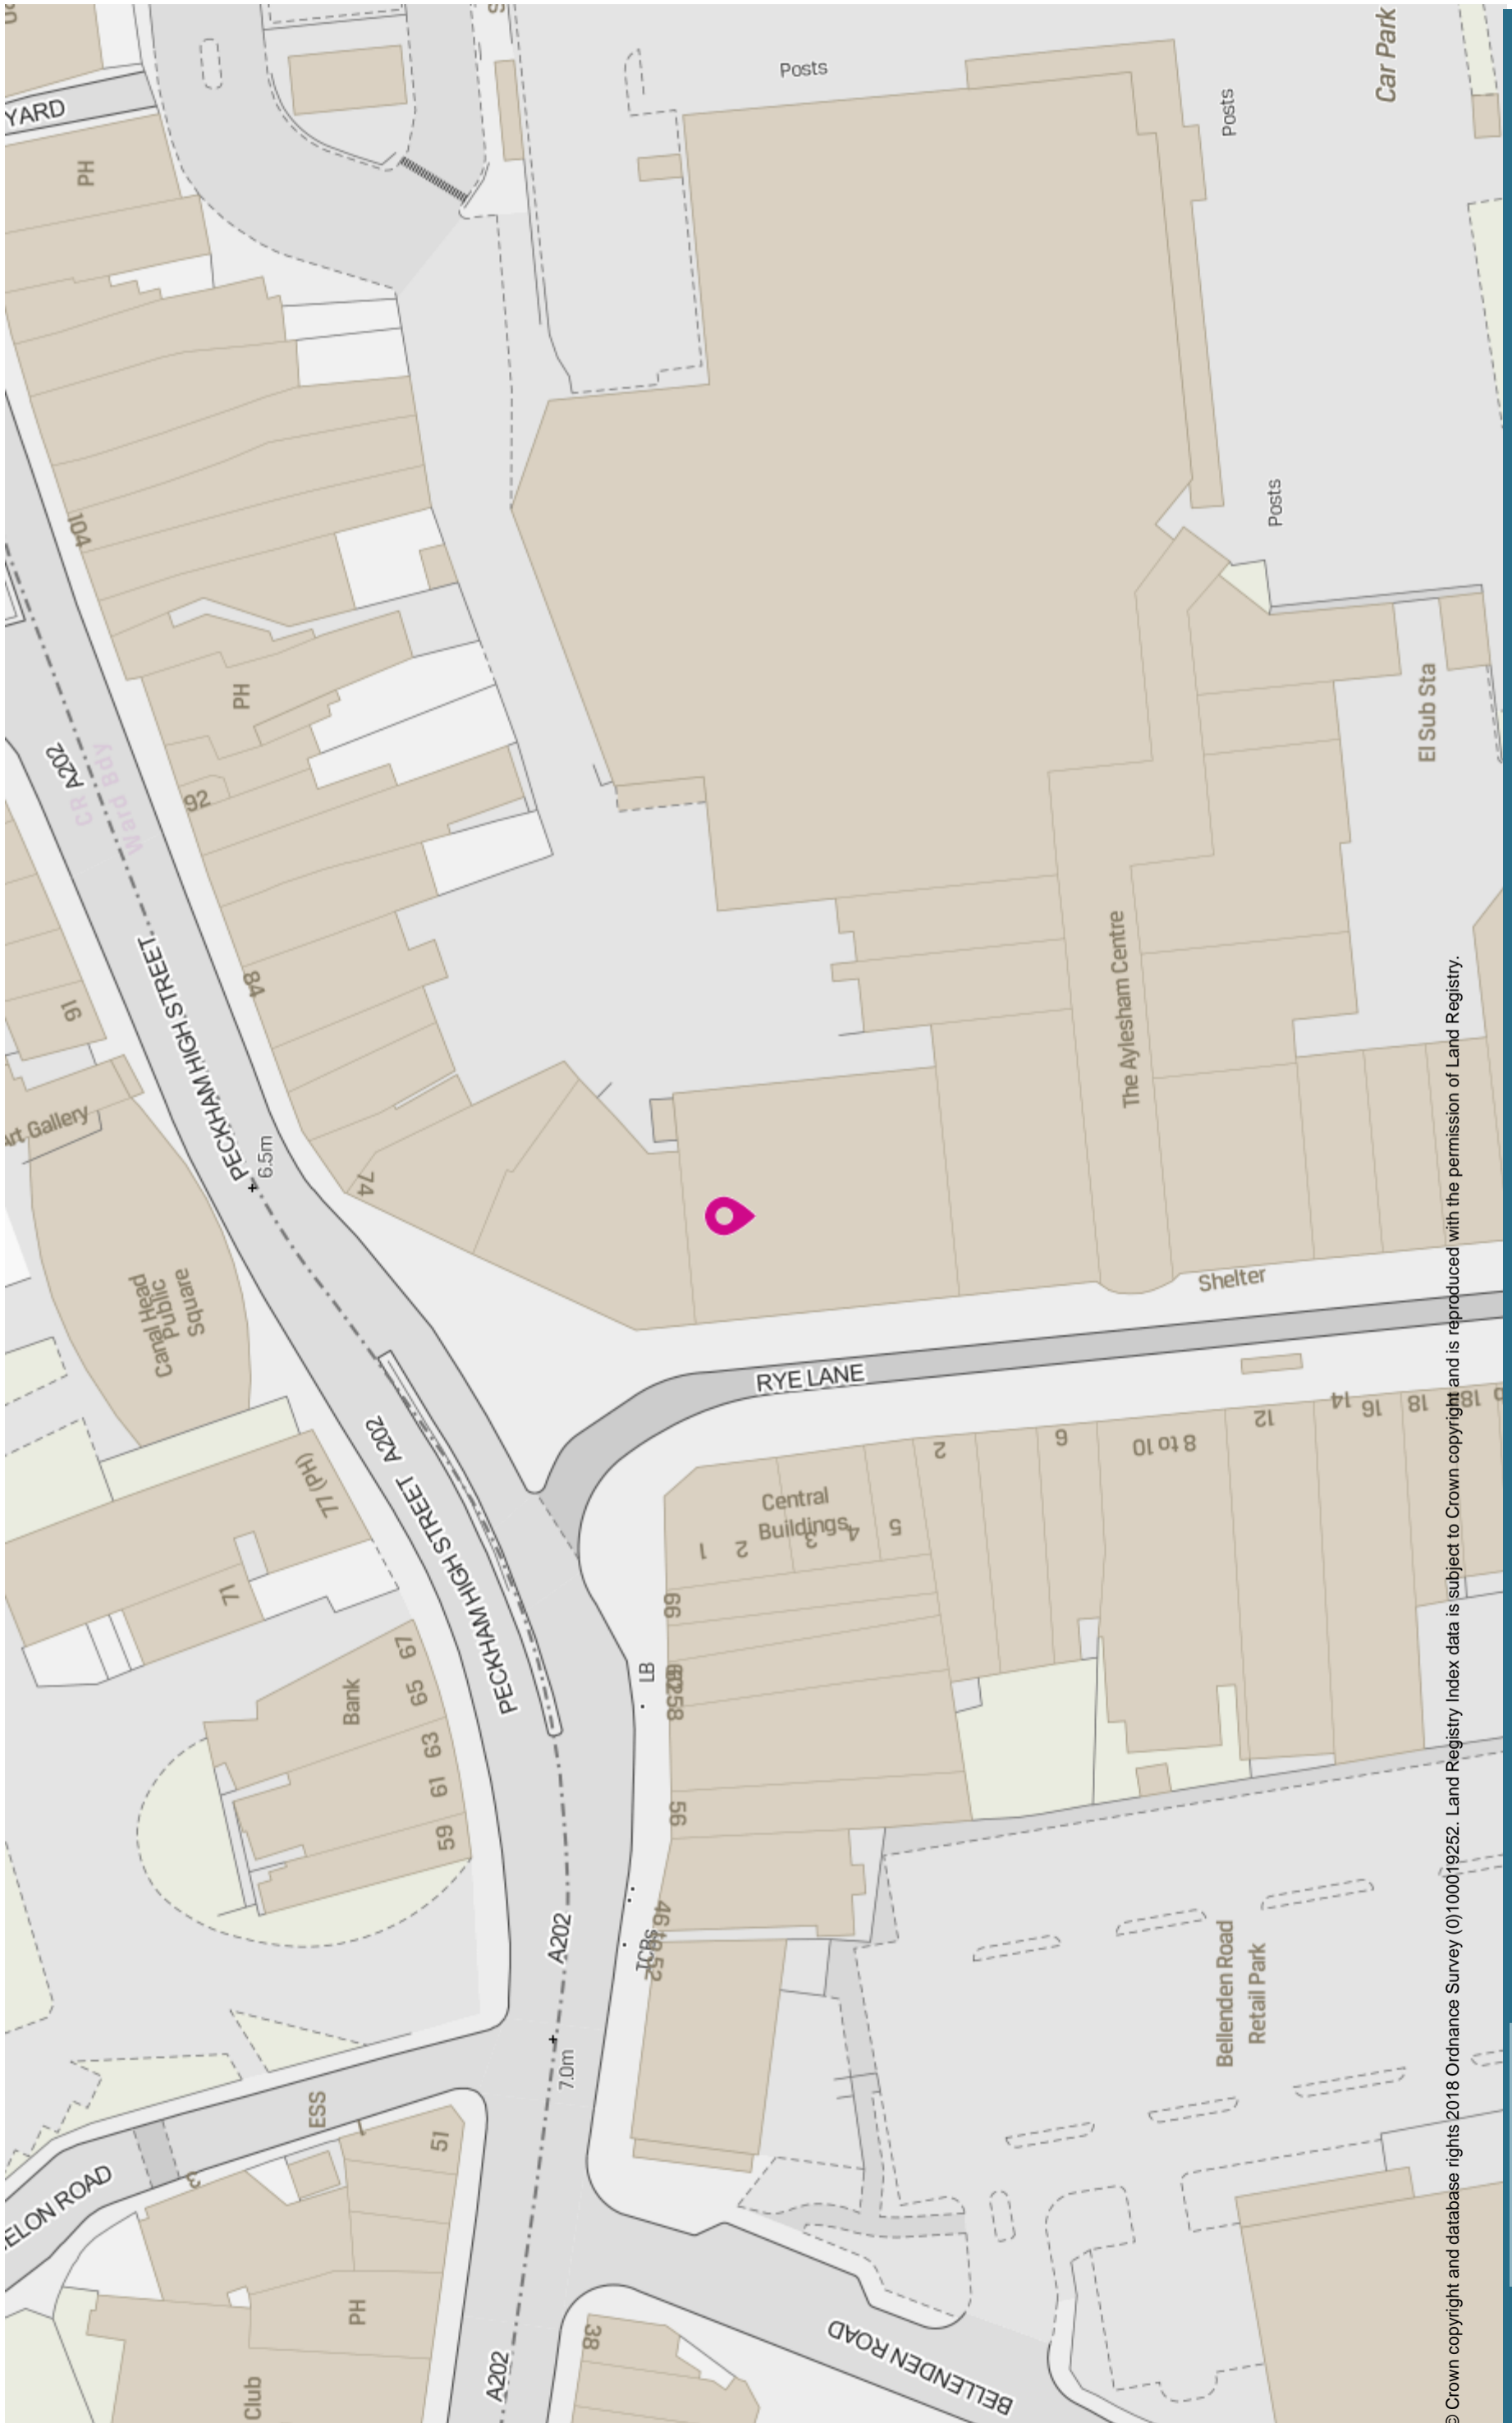 YARD
PH
Posts
Posts
Car Park
104
Posts
PH
A202
CR
Ward Bdy
92
El Sub Sta
PECKHAM HIGH STREET
84
91
Art Gallery
The Aylesham Centre
6.5m
74
Canal Head
Public
Square
Shelter
RYE LANE
A202
77 (PH)
PECKHAM HIGH STREET
71
2
6
8 to 10
12
14
16
18
Central
Buildings
1
2
3
4
5
66
LB
58
67
65
63
61
59
Bank
56
A202
TCBs
46 to 52
7.0m
Bellenden Road
Retail Park
ESS
1
3
51
ELON ROAD
PH
Club
38
A202
BELLENDEN ROAD
© Crown copyright and database rights 2018 Ordnance Survey (0)100019252. Land Registry Index data is subject to Crown copyright and is reproduced with the permission of Land Registry.